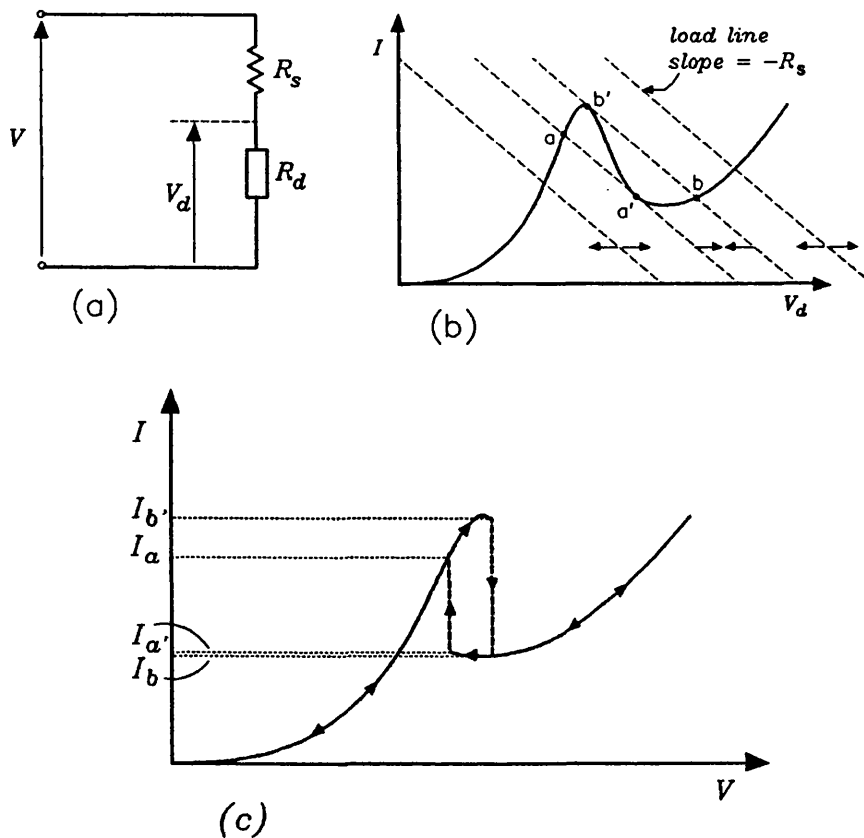 V
R_s
R_d
V_d
(a)
I
load line
slope = -R_s
a
b'
a'
b
V_d
(b)
I
I_b'
I_a
I_a'
I_b
V
(c)